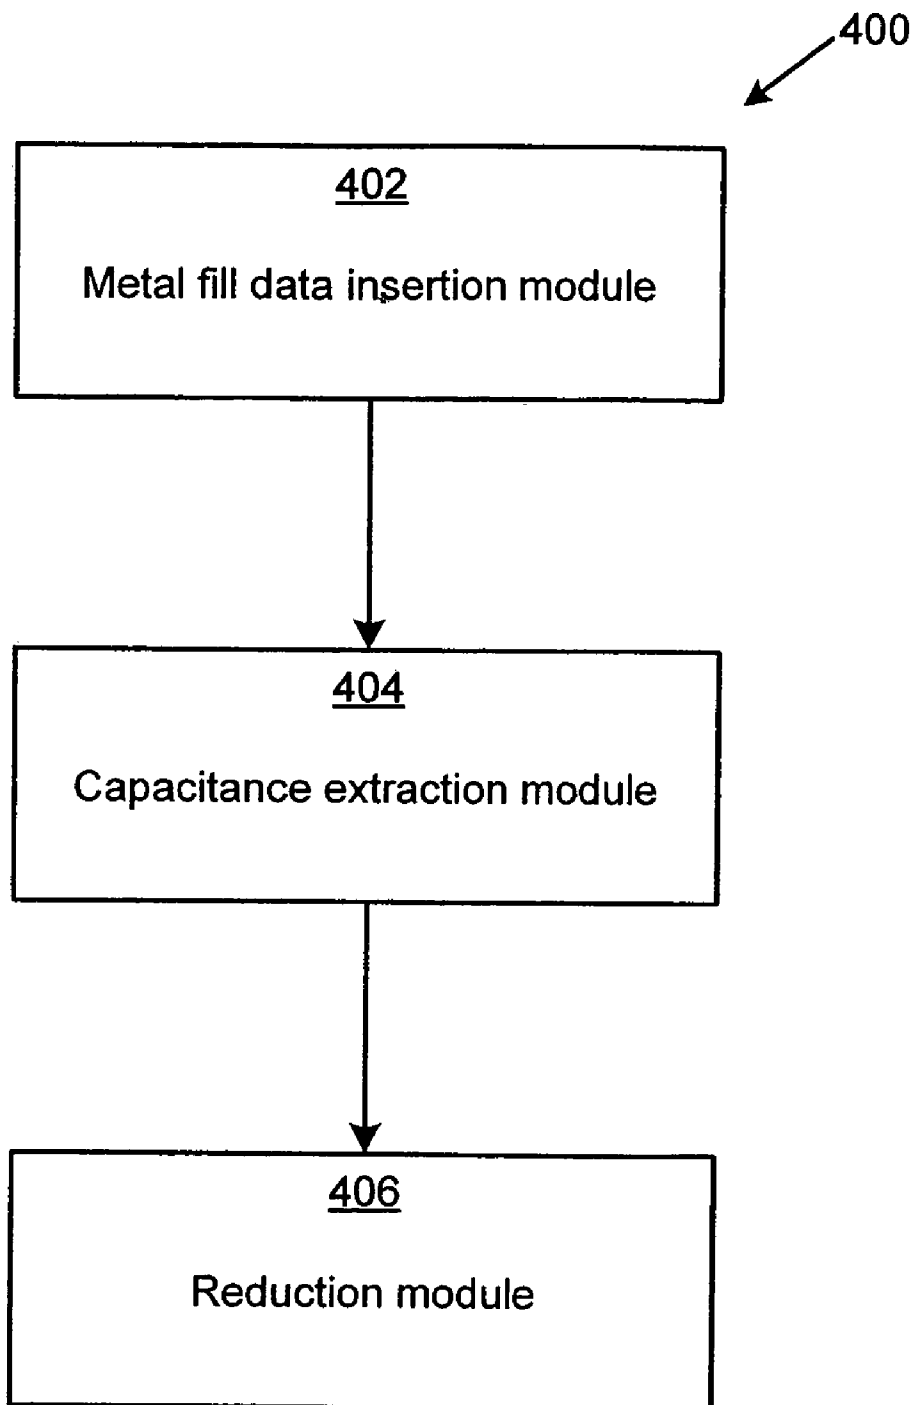 400
402
Metal fill data insertion module
404
Capacitance extraction module
406
Reduction module